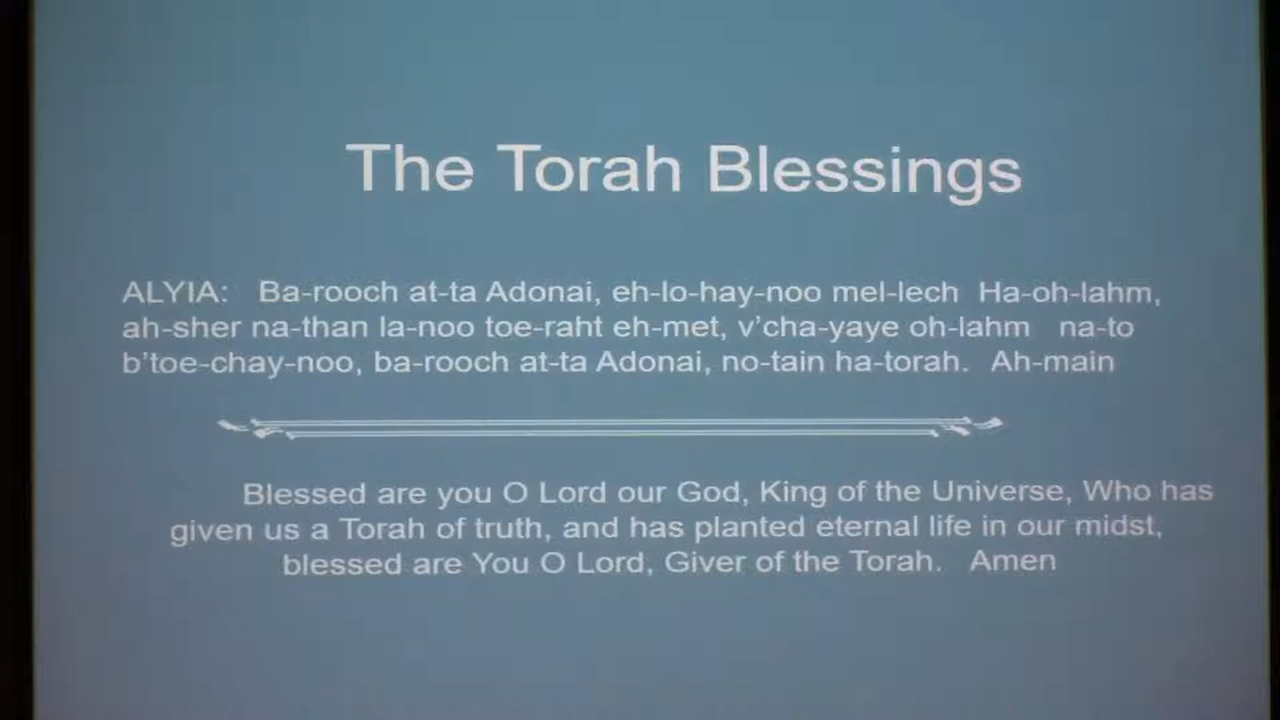 The Torah Blessings
ALYIA: Ba-rooch at-ta Adonai, eh-lo-hay-noo mel-lech Ha-oh-lahm,
ah-sher na-than la-noo toe-raht eh-met, v'cha-yaye oh-lahm na-to
b'toe-chay-noo, ba-rooch at-ta Adonai, no-tain ha-torah. Ah-main
Blessed are you O Lord our God, King of the Universe, Who has
given us a Torah of truth, and has planted eternal life in our midst,
blessed are You O Lord, Giver of the Torah. Amen